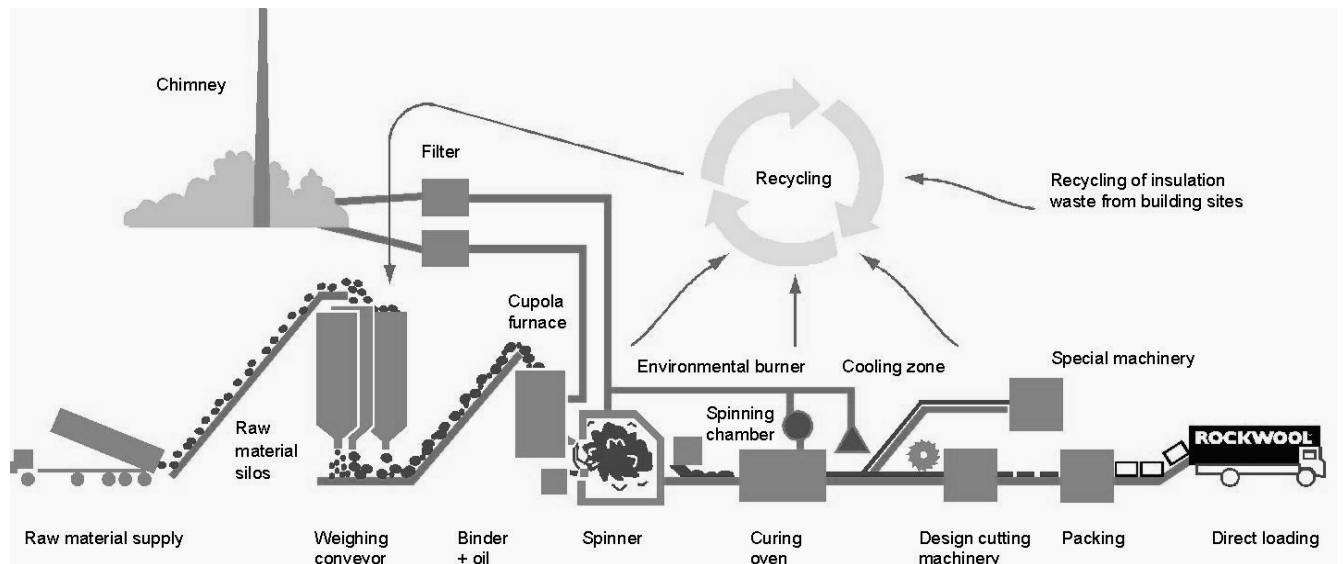 Chimney
Filter
Recycling
Recycling of insulation
waste from building sites
Cupola
furnace
Environmental burner
Cooling zone
Special machinery
Raw
material
silos
Spinning
chamber
ROCKWOOL
Raw material supply
Weighing
conveyor
Binder
+ oil
Spinner
Curing
oven
Design cutting
machinery
Packing
Direct loading